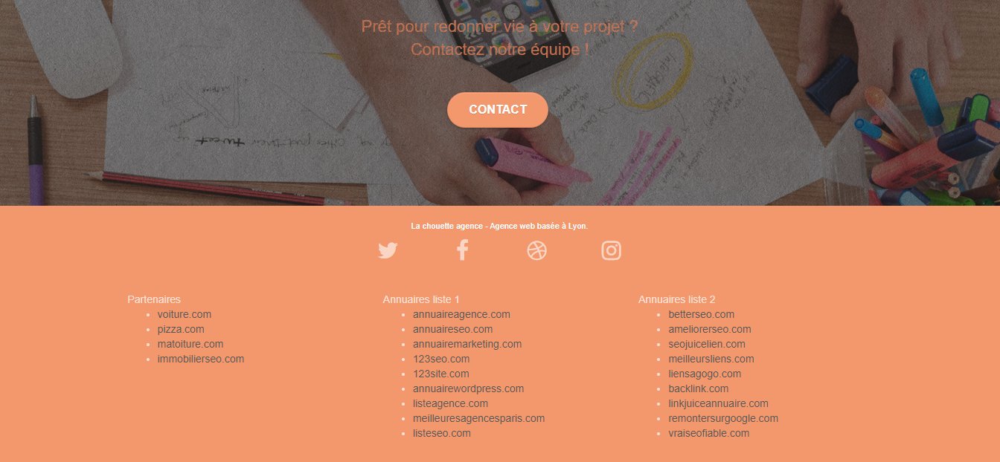 Prêt pour redonner vie à votre projet ?
Contactez notre équipe !
CONTACT
La chouette agence - Agence web basée à Lyon.
Partenaires
voiture.com
pizza.com
matoiture.com
immobilierseo.com
Annuaires liste 1
annuaireagence.com
annuaireseo.com
annuairemarketing.com
123seo.com
123site.com
annuairewordpress.com
listeagence.com
meilleuresagencesparis.com
listeseo.com
Annuaires liste 2
betterseo.com
ameliorerseo.com
seojuicelien.com
meilleursliens.com
liensagogo.com
backlink.com
linkjuiceannuaire.com
remontersurgoogle.com
vraiseofiable.com